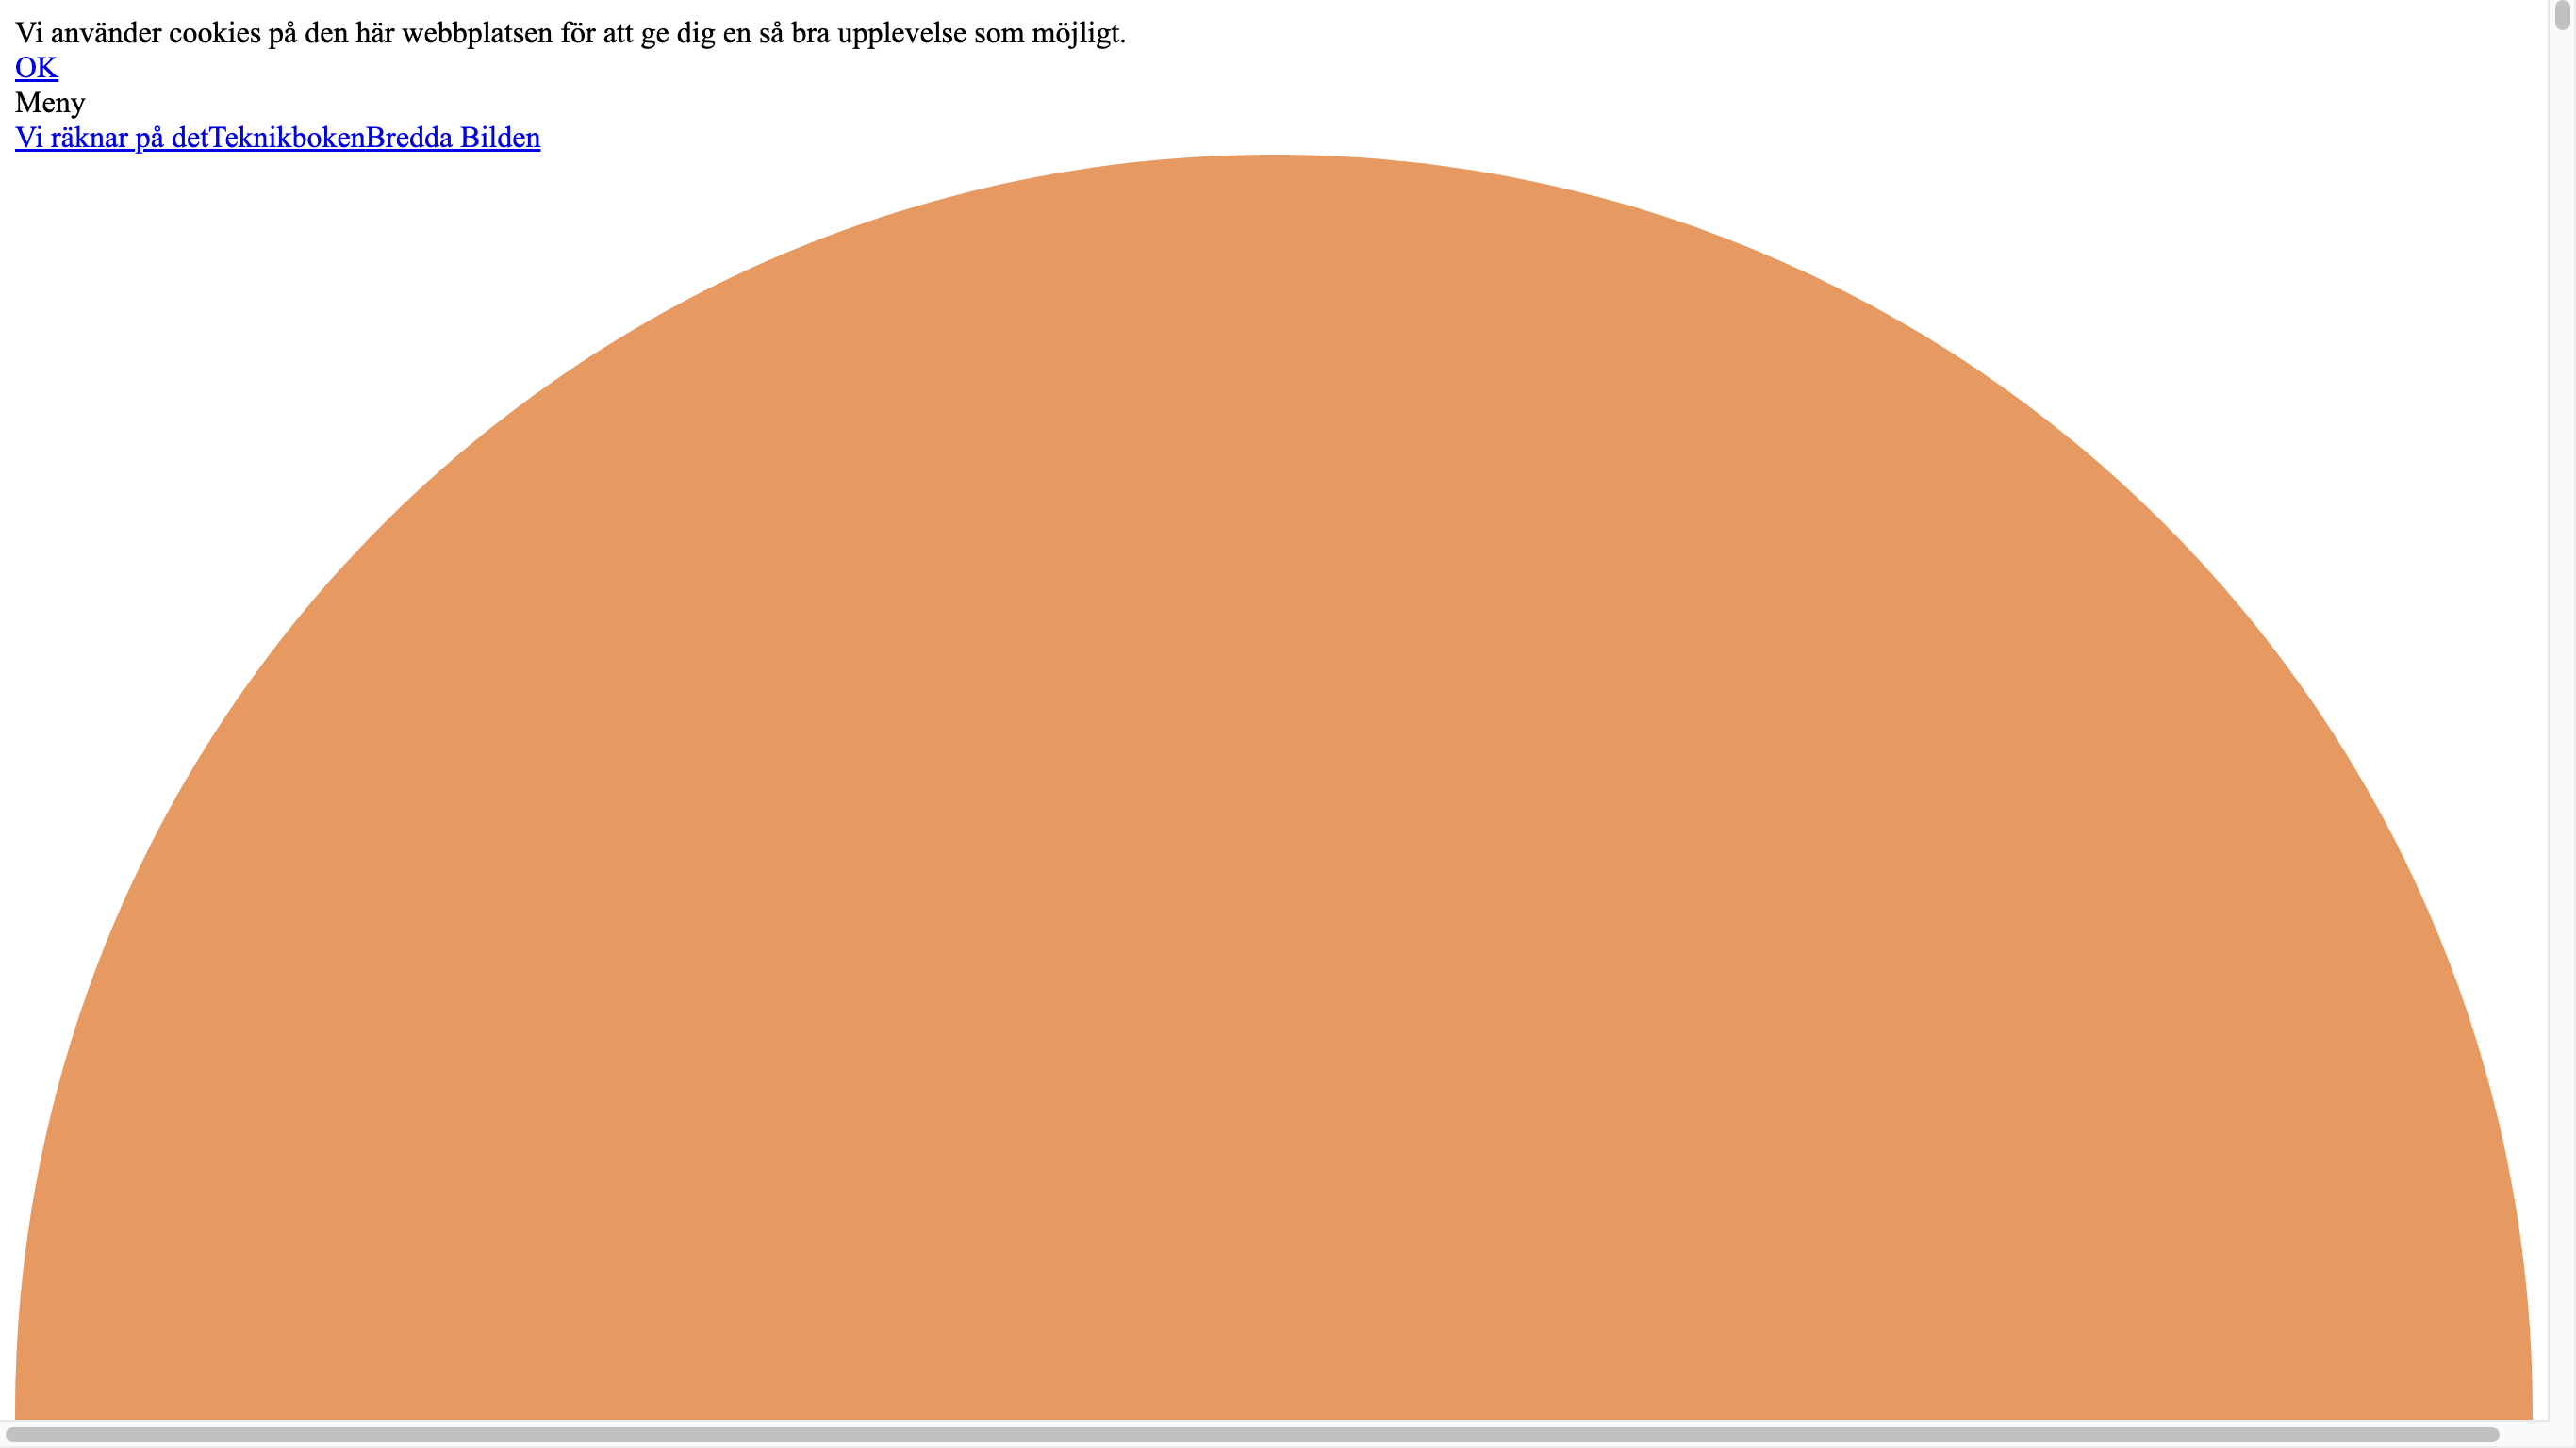 Vi använder cookies på den här webbplatsen för att ge dig en så bra upplevelse som möjligt.
OK
Meny
Vi räknar på detTeknikbokenBredda Bilden